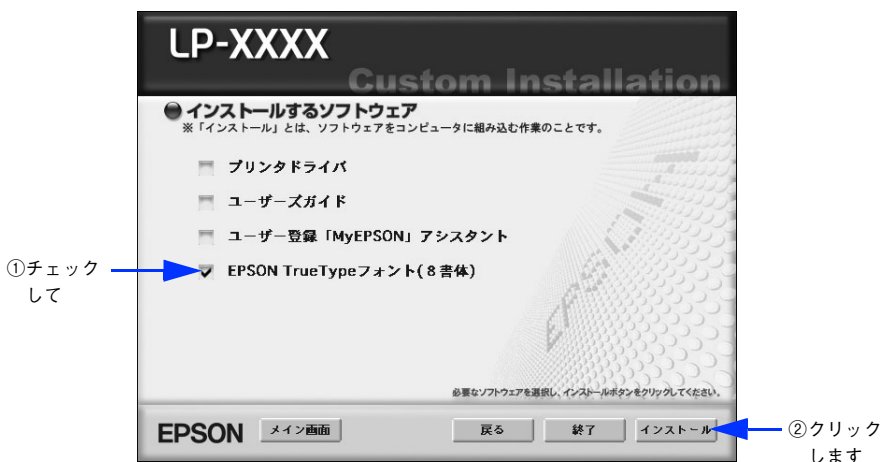 LP-XXXX
Custom Installation
インストールするソフトウェア
※「インストール」とは、ソフトウェアをコンピュータに組み込む作業のことです。
プリンタドライバ
ユーザーズガイド
ユーザー登録「MyEPSON」アシスタント
EPSON TrueTypeフォント(8書体)
①チェック
して
EPSON
必要なソフトウェアを選択し、インストールボタンをクリックしてください。
EPSON
メイン画面
戻る
終了
インストール
②クリック
します